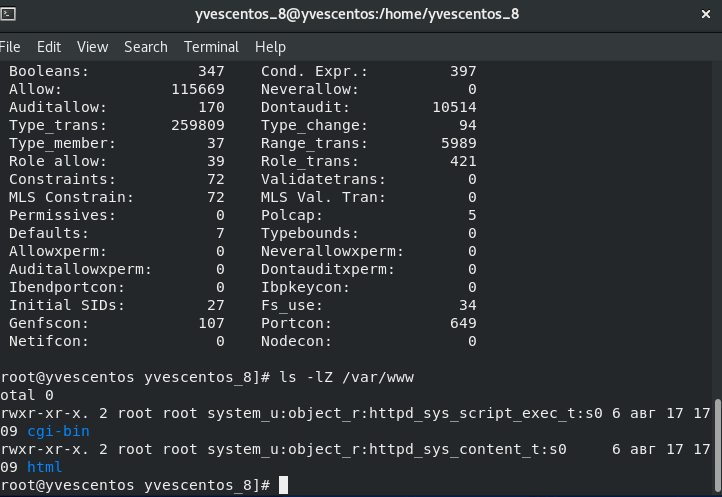 yvescentos_8@yvescentos:/home/yvescentos_8
File Edit View Search Terminal Help
Booleans: 347 Cond. Expr.: 397
Allow: 115669 Neverallow: 0
Auditallow: 170 Dontaudit: 10514
Type_trans: 259809 Type_change: 94
Type_member: 37 Range_trans: 5989
Role allow: 39 Role_trans: 421
Constraints: 72 Validatetrans: 0
MLS Constrain: 72 MLS Val. Tran: 0
Permissives: 0 Polcap: 5
Defaults: 7 Typebounds: 0
Allowxperm: 0 Neverallowxperm: 0
Auditallowxperm: 0 Dontauditxperm: 0
Ibendportcon: 0 Ibpkeycon: 0
Initial SIDs: 27 Fs_use: 34
Genfscon: 107 Portcon: 649
Netifcon: 0 Nodecon: 0
root@yvescentos yvescentos_8]# ls -lZ /var/www
otal 0
rwxr-xr-x. 2 root root system_u:object_r:httpd_sys_script_exec_t:s0 6 авг 17 17
09 cgi-bin
rwxr-xr-x. 2 root root system_u:object_r:httpd_sys_content_t:s0 6 авг 17 17
09 html
root@yvescentos yvescentos_8]#